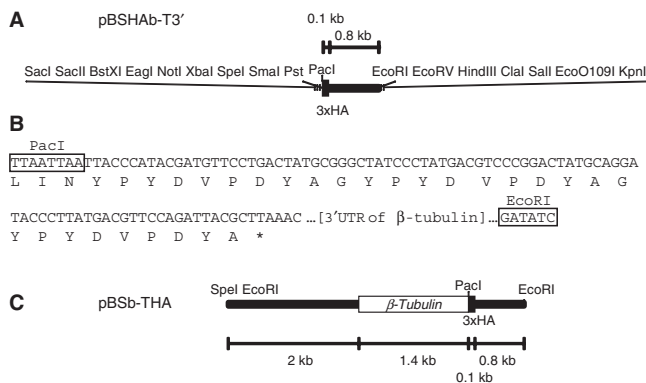 A
pBSHAb-T3′
0.1 kb
0.8 kb
SacI SacII BstXI EagI NotI XbaI SpeI SmaI Pst PacI EcoRI EcoRV HindIII ClaI SalI EcoO109I KpnI
3xHA
B
PacI
TTAATTAATTACCCATACGATGTTCCTGACTATGCGGGCTATCCCTATGACGTCCCGGACTATGCAGGA
L I N Y P Y D V P D Y A G Y P Y D V P D Y A G
EcoRI
TACCCTTATGACGTTCCAGATTACGCTTAAAC ...[3′UTR of β-tubulin]...GATATC
Y P Y D V P D Y A *
C
pBSb-THA
SpeI EcoRI
PacI
EcoRI
β-Tubulin
3xHA
2 kb
1.4 kb
0.8 kb
0.1 kb